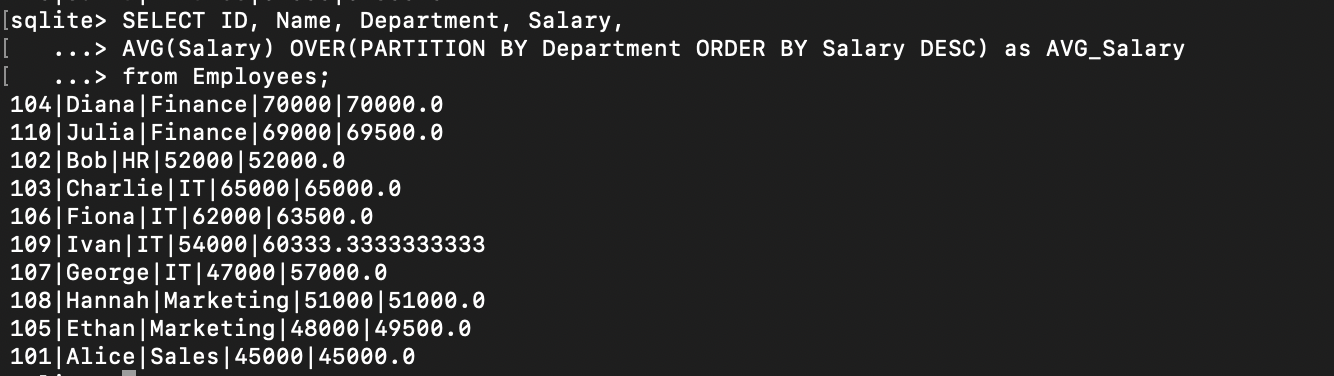 [sqlite> SELECT ID, Name, Department, Salary,
[   ...> AVG(Salary) OVER(PARTITION BY Department ORDER BY Salary DESC) as AVG_Salary
[   ...> from Employees;
104|Diana|Finance|70000|70000.0
110|Julia|Finance|69000|69500.0
102|Bob|HR|52000|52000.0
103|Charlie|IT|65000|65000.0
106|Fiona|IT|62000|63500.0
109|Ivan|IT|54000|60333.3333333333
107|George|IT|47000|57000.0
108|Hannah|Marketing|51000|51000.0
105|Ethan|Marketing|48000|49500.0
101|Alice|Sales|45000|45000.0